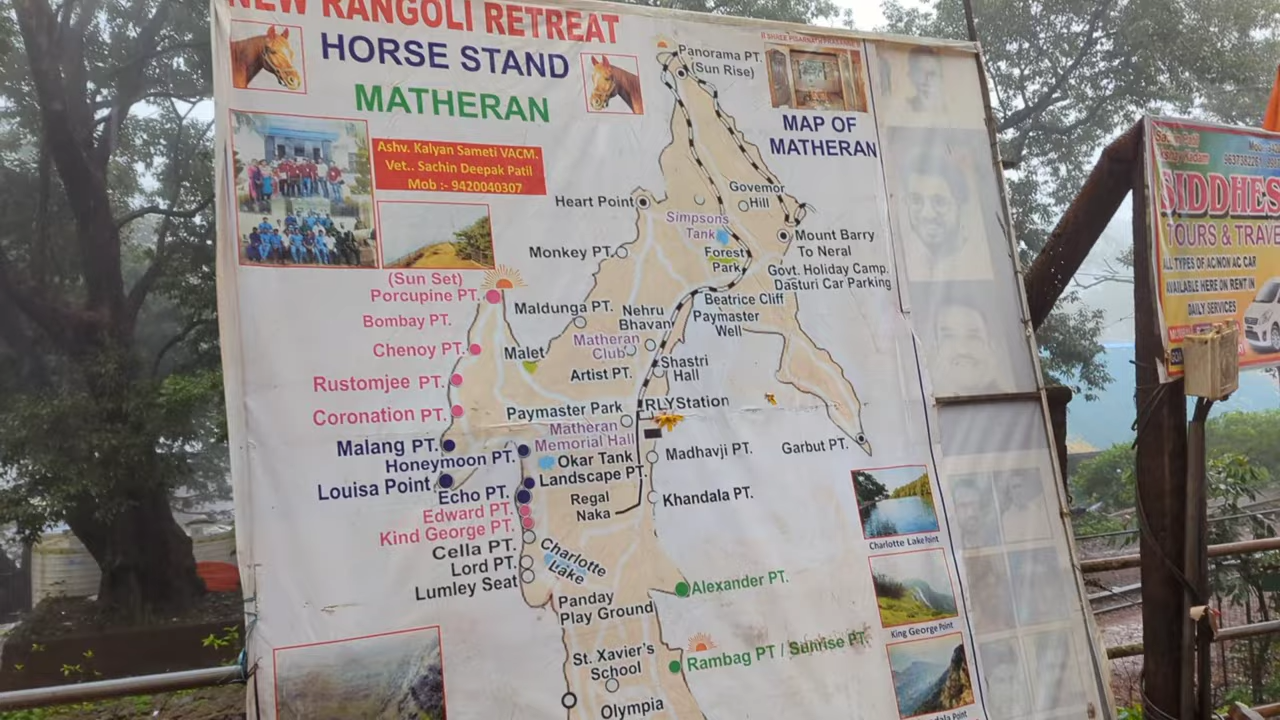 NEW RANGOLI RETREAT
HORSE STAND
MATHERAN
Ashv. Kalyan Sameti VACM.
Vet.. Sachin Deepak Patil
Mob :- 9420040307
MAP OF
MATHERAN
Panorama PT.
(Sun Rise)
Heart Point
Governor
Hill
Simpsons
Tank
Monkey PT.
Forest
Park
Mount Barry
To Neral
Govt. Holiday Camp.
Dasturi Car Parking
(Sun Set)
Porcupine PT.
Bombay PT.
Maldunga PT.
Nehru
Bhavan
Beatrice Cliff
Paymaster
Well
Chenoy PT.
Malet
Matheran
Club
Artist PT.
Shastri
Hall
Rustomjee PT.
Coronation PT.
Paymaster Park
RLYStation
Matheran
Memorial Hall
Malang PT.
Honeymoon PT.
Okar Tank
Landscape PT.
Madhavji PT.
Garbut PT.
Louisa Point
Echo PT.
Regal
Naka
Khandala PT.
Edward PT.
Kind George PT.
Cella PT.
Lord PT.
Lumley Seat
Charlotte
Lake
Charlotte Lake Point
Panday
Play Ground
Alexander PT.
King George Point
St. Xavier's
School
Rambag PT / Sunrise PT.
Olympia
SIDDHES
TOURS & TRAVE
ALL TYPES OF AC/NON AC CAR
AVAILABLE HERE ON RENT IN
DAILY SERVICES